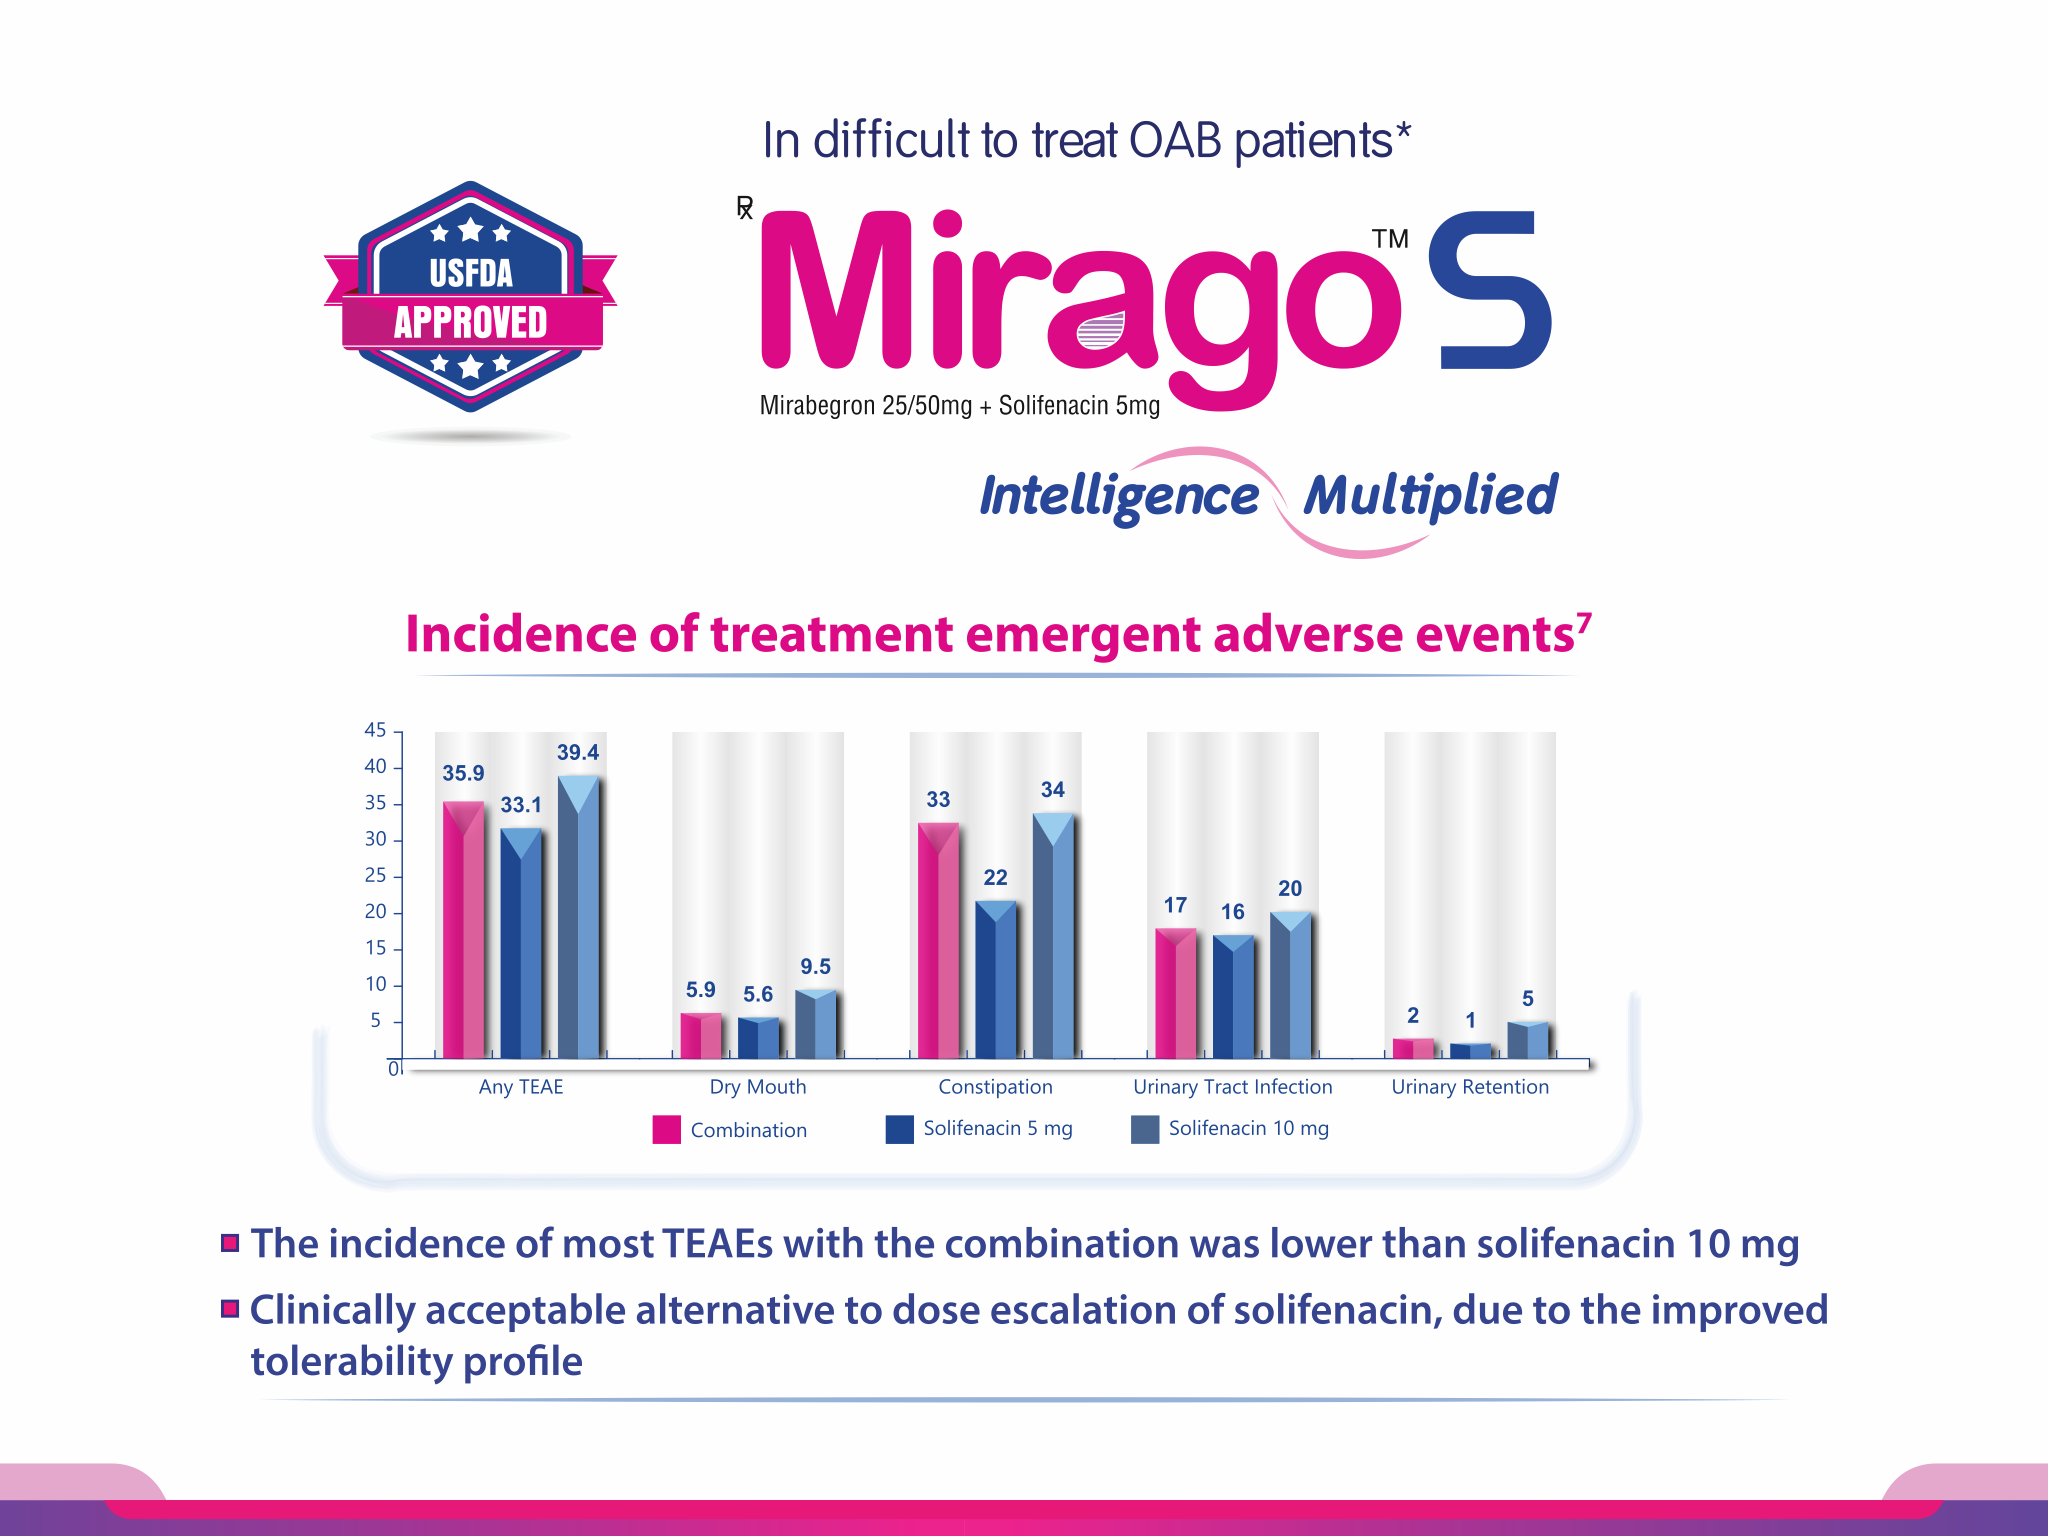 In difficult to treat OAB patients*
USFDA
APPROVED
℞ Mirago™ S
Mirabegron 25/50mg + Solifenacin 5mg
Intelligence Multiplied
Incidence of treatment emergent adverse events⁷
45
40
35
30
25
20
15
10
5
0
35.9 33.1 39.4
5.9 5.6 9.5
33 22 34
17 16 20
2 1 5
Any TEAE Dry Mouth Constipation Urinary Tract Infection Urinary Retention
Combination Solifenacin 5 mg Solifenacin 10 mg
The incidence of most TEAEs with the combination was lower than solifenacin 10 mg
Clinically acceptable alternative to dose escalation of solifenacin, due to the improved
tolerability profile